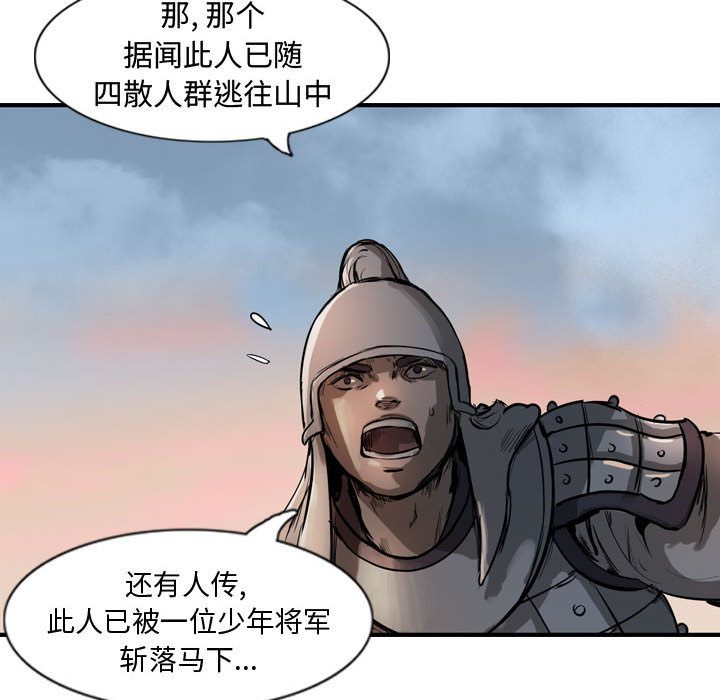 那, 那个
据闻此人已随
四散人群逃往山中
还有人传,
此人已被一位少年将军
斩落马下...